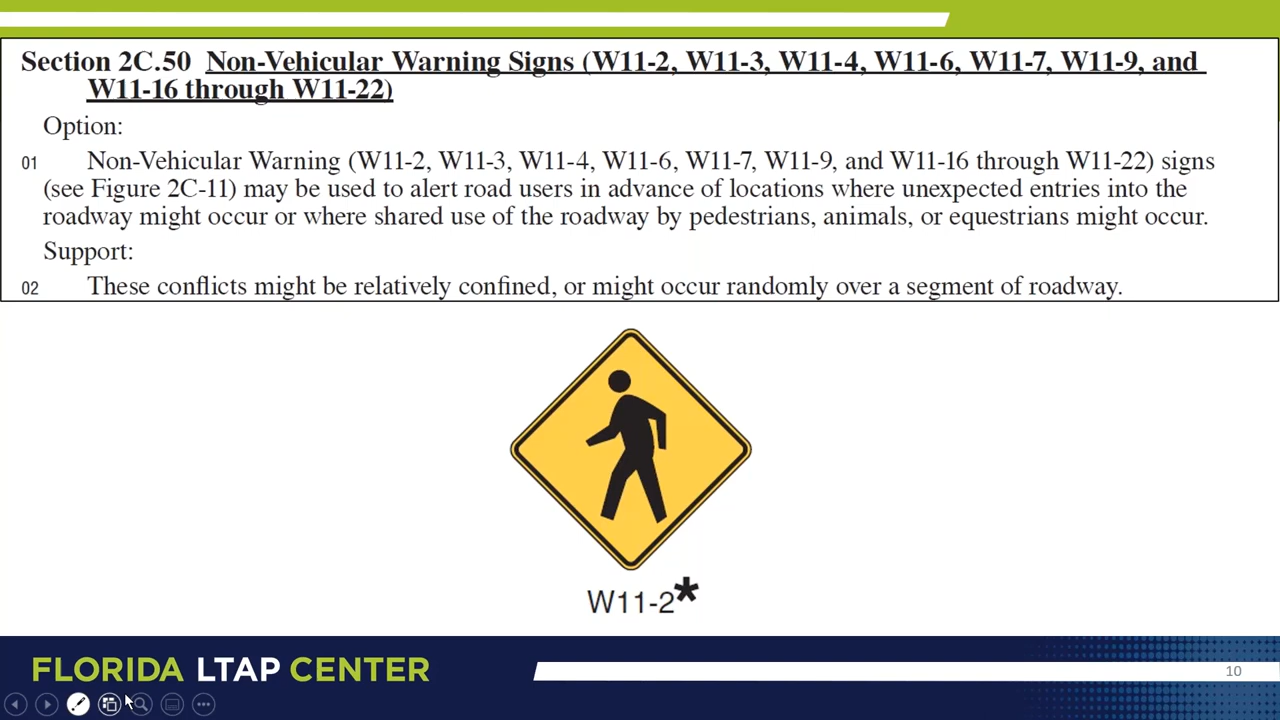 Section 2C.50 Non-Vehicular Warning Signs (W11-2, W11-3, W11-4, W11-6, W11-7, W11-9, and
W11-16 through W11-22)
Option:
01 Non-Vehicular Warning (W11-2, W11-3, W11-4, W11-6, W11-7, W11-9, and W11-16 through W11-22) signs
(see Figure 2C-11) may be used to alert road users in advance of locations where unexpected entries into the
roadway might occur or where shared use of the roadway by pedestrians, animals, or equestrians might occur.
Support:
02 These conflicts might be relatively confined, or might occur randomly over a segment of roadway.
W11-2*
FLORIDA LTAP CENTER
10